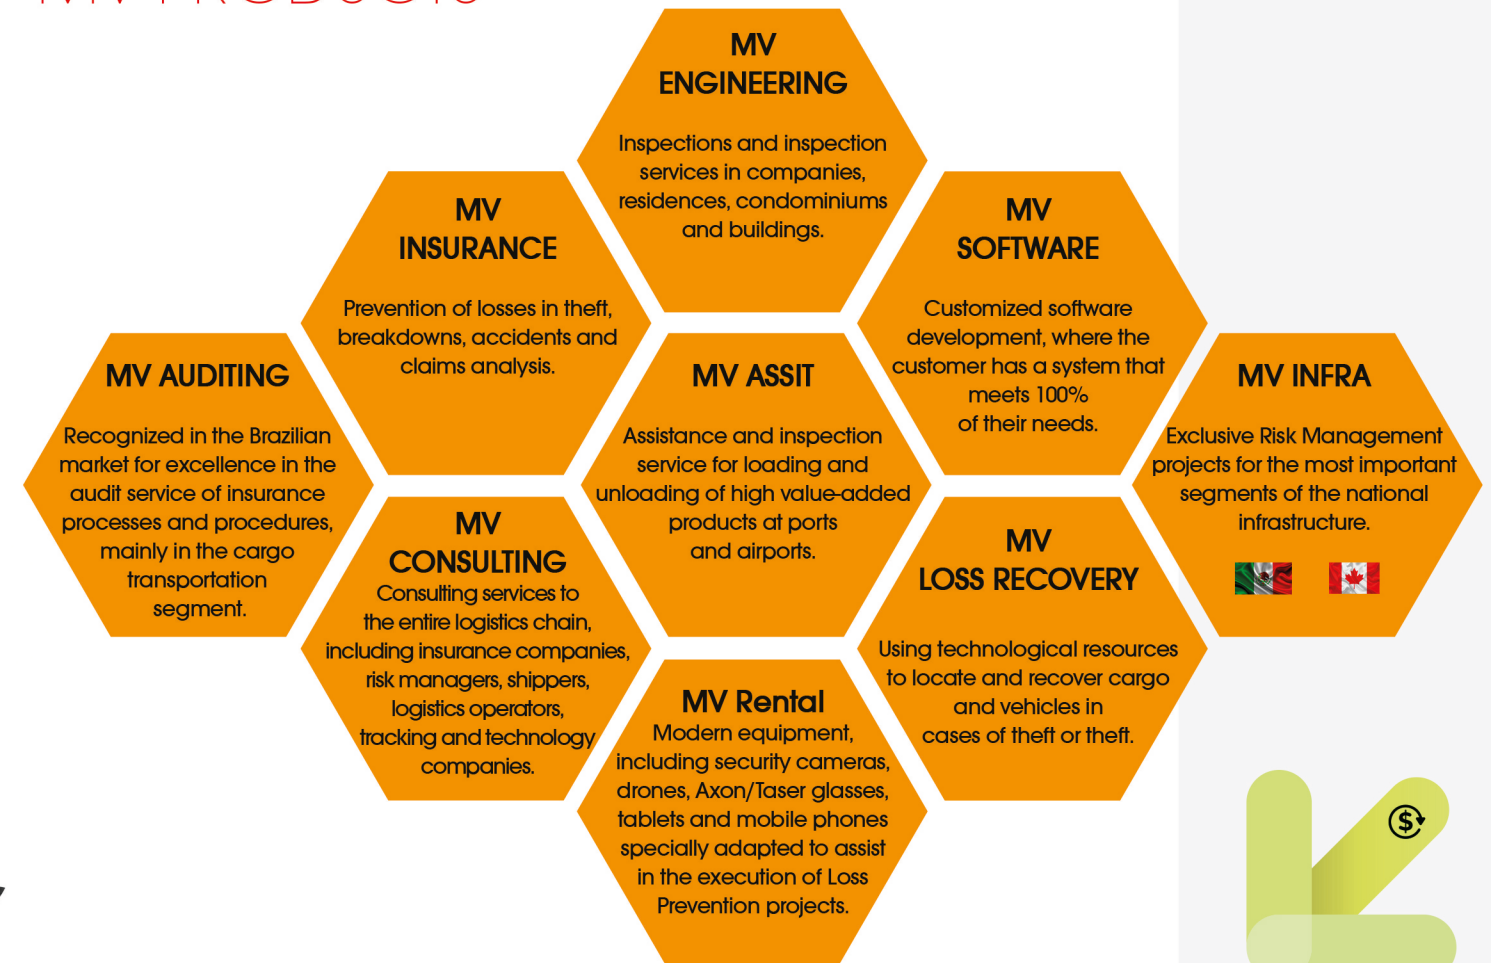 MV PRODUCTS
MV
ENGINEERING
Inspections and inspection
services in companies,
residences, condominiums
and buildings.
MV
INSURANCE
Prevention of losses in theft,
breakdowns, accidents and
claims analysis.
MV
SOFTWARE
Customized software
development, where the
customer has a system that
meets 100%
of their needs.
MV AUDITING
Recognized in the Brazilian
market for excellence in the
audit service of insurance
processes and procedures,
mainly in the cargo
transportation
segment.
MV ASSIT
Assistance and inspection
service for loading and
unloading of high value-added
products at ports
and airports.
MV INFRA
Exclusive Risk Management
projects for the most important
segments of the national
infrastructure.
MV
CONSULTING
Consulting services to
the entire logistics chain,
including insurance companies,
risk managers, shippers,
logistics operators,
tracking and technology
companies.
MV
LOSS RECOVERY
Using technological resources
to locate and recover cargo
and vehicles in
cases of theft or theft.
MV Rental
Modern equipment,
including security cameras,
drones, Axon/Taser glasses,
tablets and mobile phones
specially adapted to assist
in the execution of Loss
Prevention projects.
$